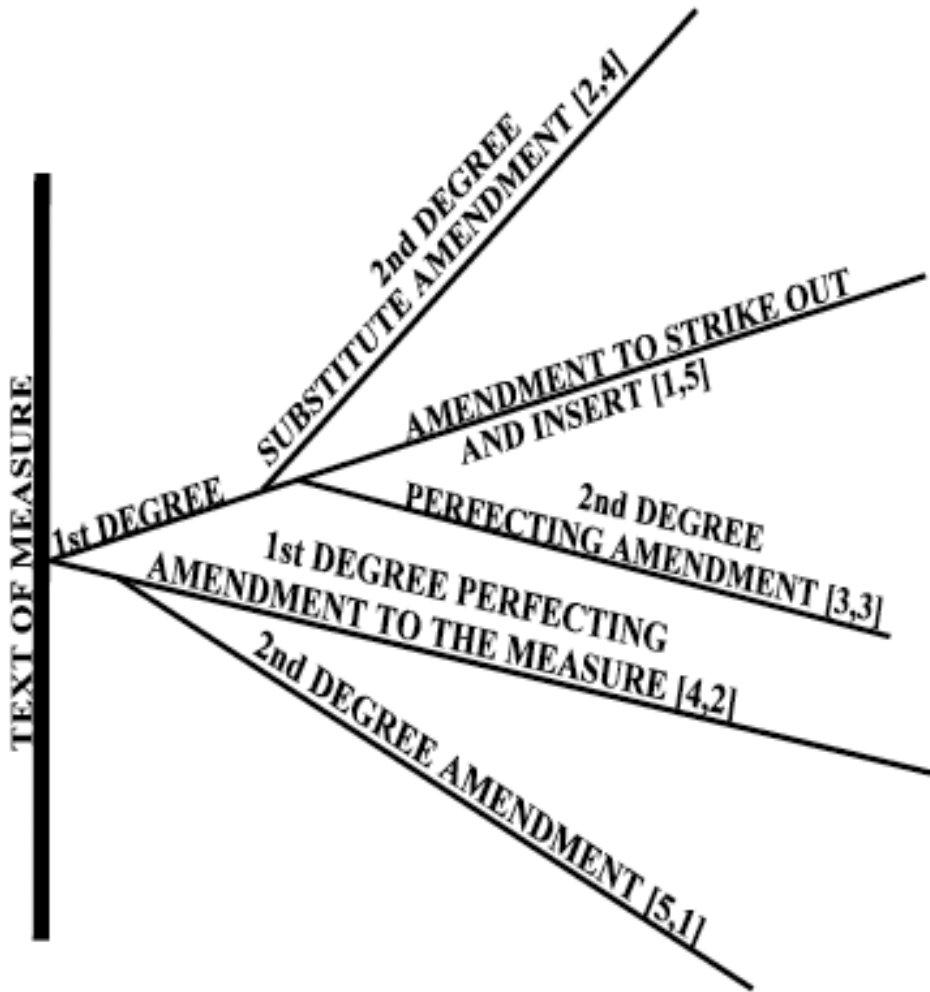 TEXT OF MEASURE
2nd DEGREE
SUBSTITUTE AMENDMENT [2,4]
1st DEGREE
AMENDMENT TO STRIKE OUT
AND INSERT [1,5]
2nd DEGREE
PERFECTING AMENDMENT [3,3]
1st DEGREE PERFECTING
AMENDMENT TO THE MEASURE [4,2]
2nd DEGREE AMENDMENT [5,1]